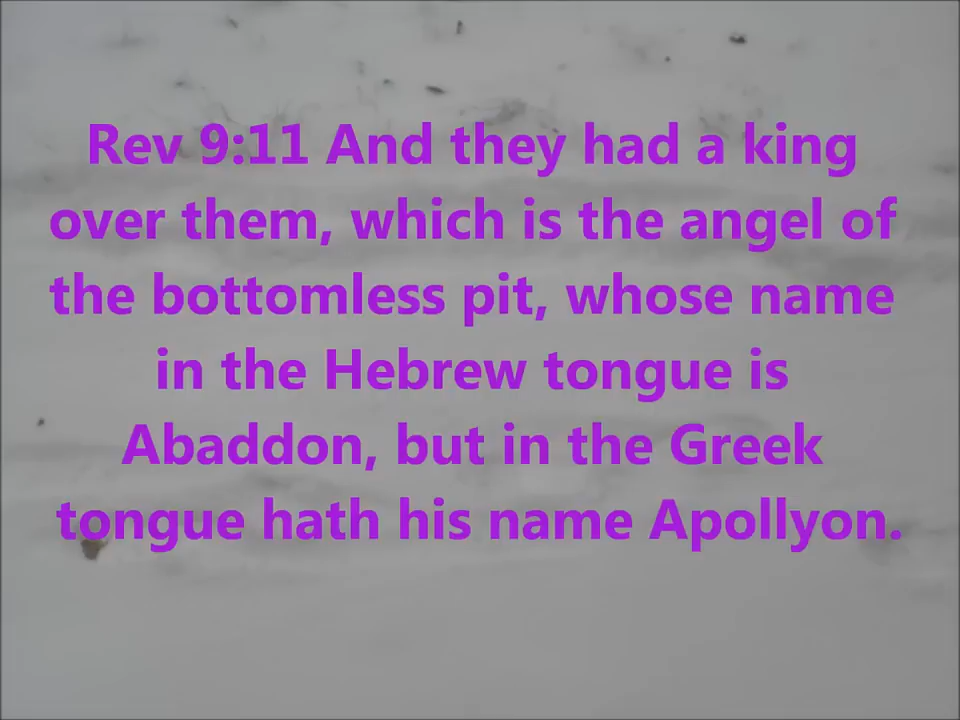 Rev 9:11 And they had a king
over them, which is the angel of
the bottomless pit, whose name
in the Hebrew tongue is
Abaddon, but in the Greek
tongue hath his name Apollyon.